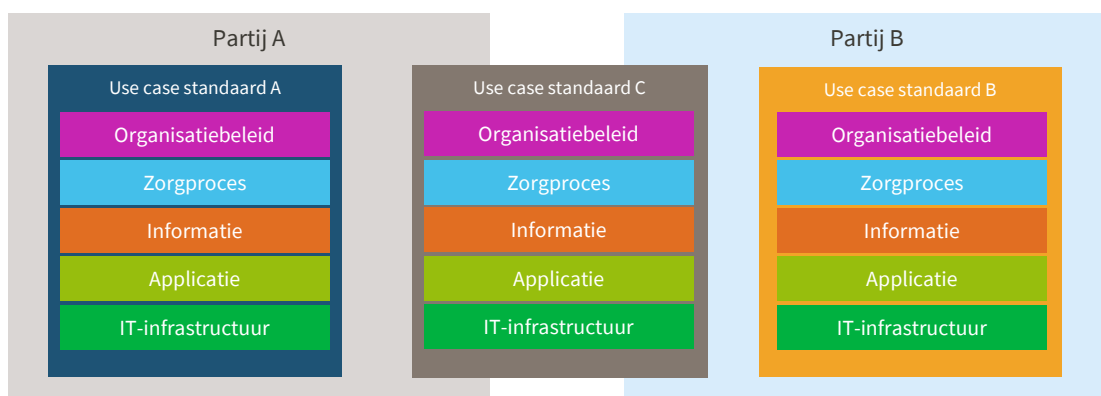 Partij A
Partij B
Use case standaard A
Organisatiebeleid
Zorgproces
Informatie
Applicatie
IT-infrastructuur
Use case standaard C
Organisatiebeleid
Zorgproces
Informatie
Applicatie
IT-infrastructuur
Use case standaard B
Organisatiebeleid
Zorgproces
Informatie
Applicatie
IT-infrastructuur